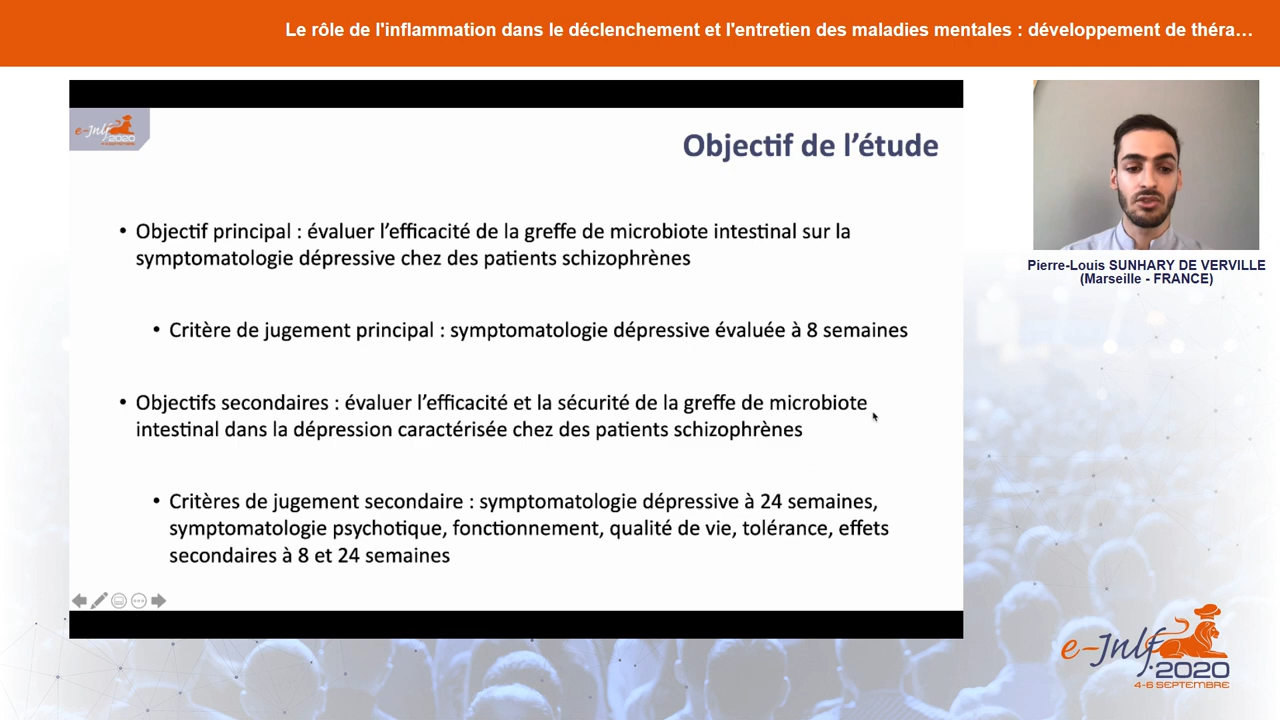 Le rôle de l'inflammation dans le déclenchement et l'entretien des maladies mentales : développement de théra...
e-Jnlf
2020
4-6 SEPTEMBRE
Objectif de l'étude
• Objectif principal : évaluer l'efficacité de la greffe de microbiote intestinal sur la
symptomatologie dépressive chez des patients schizophrènes
• Critère de jugement principal : symptomatologie dépressive évaluée à 8 semaines
• Objectifs secondaires : évaluer l'efficacité et la sécurité de la greffe de microbiote
intestinal dans la dépression caractérisée chez des patients schizophrènes
• Critères de jugement secondaire : symptomatologie dépressive à 24 semaines,
symptomatologie psychotique, fonctionnement, qualité de vie, tolérance, effets
secondaires à 8 et 24 semaines
Pierre-Louis SUNHARY DE VERVILLE
(Marseille - FRANCE)
e-Jnlf
2020
4-6 SEPTEMBRE